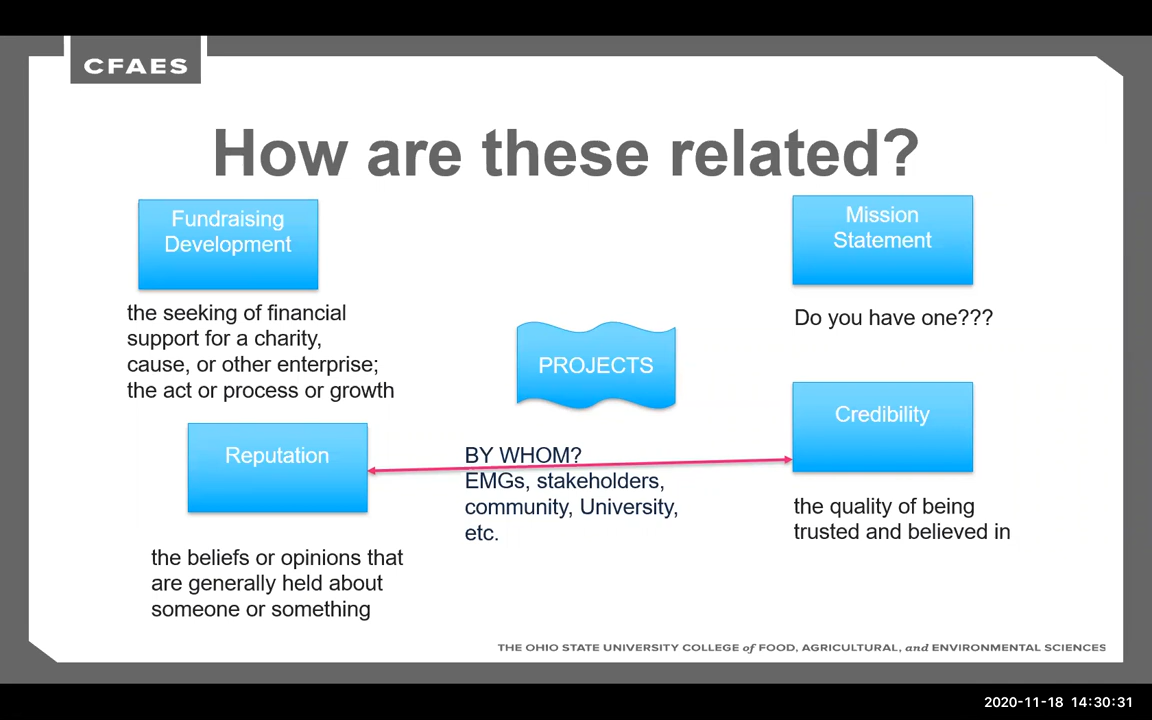 CFAES
How are these related?
Fundraising
Development
the seeking of financial
support for a charity,
cause, or other enterprise;
the act or process or growth
Mission
Statement
Do you have one???
PROJECTS
Reputation
the beliefs or opinions that
are generally held about
someone or something
BY WHOM?
EMGs, stakeholders,
community, University,
etc.
Credibility
the quality of being
trusted and believed in
THE OHIO STATE UNIVERSITY COLLEGE of FOOD, AGRICULTURAL, and ENVIRONMENTAL SCIENCES
2020-11-18 14:30:31